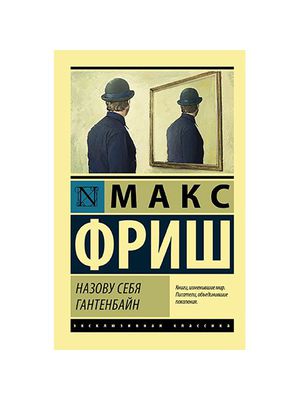 МАКС
ФРИШ
НАЗОВУ СЕБЯ
ГАНТЕНБАЙН
Книги, изменившие мир.
Писатели, объединившие
поколения.
ЭКСКЛЮЗИВНАЯ КЛАССИКА